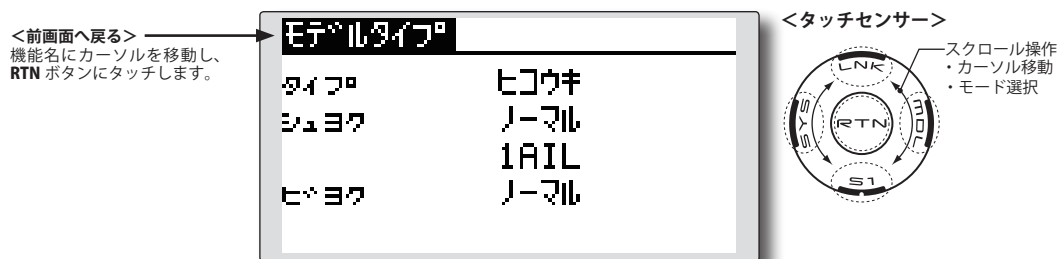 <前画面へ戻る>
機能名にカーソルを移動し、
RTN ボタンにタッチします。
モデルタイプ
タイプ ヒコウキ
シュヨク ノーマル
1AIL
ビヨク ノーマル
<タッチセンサー>
スクロール操作
・カーソル移動
・モード選択
LNK
SYS
RTN
MDL
S1